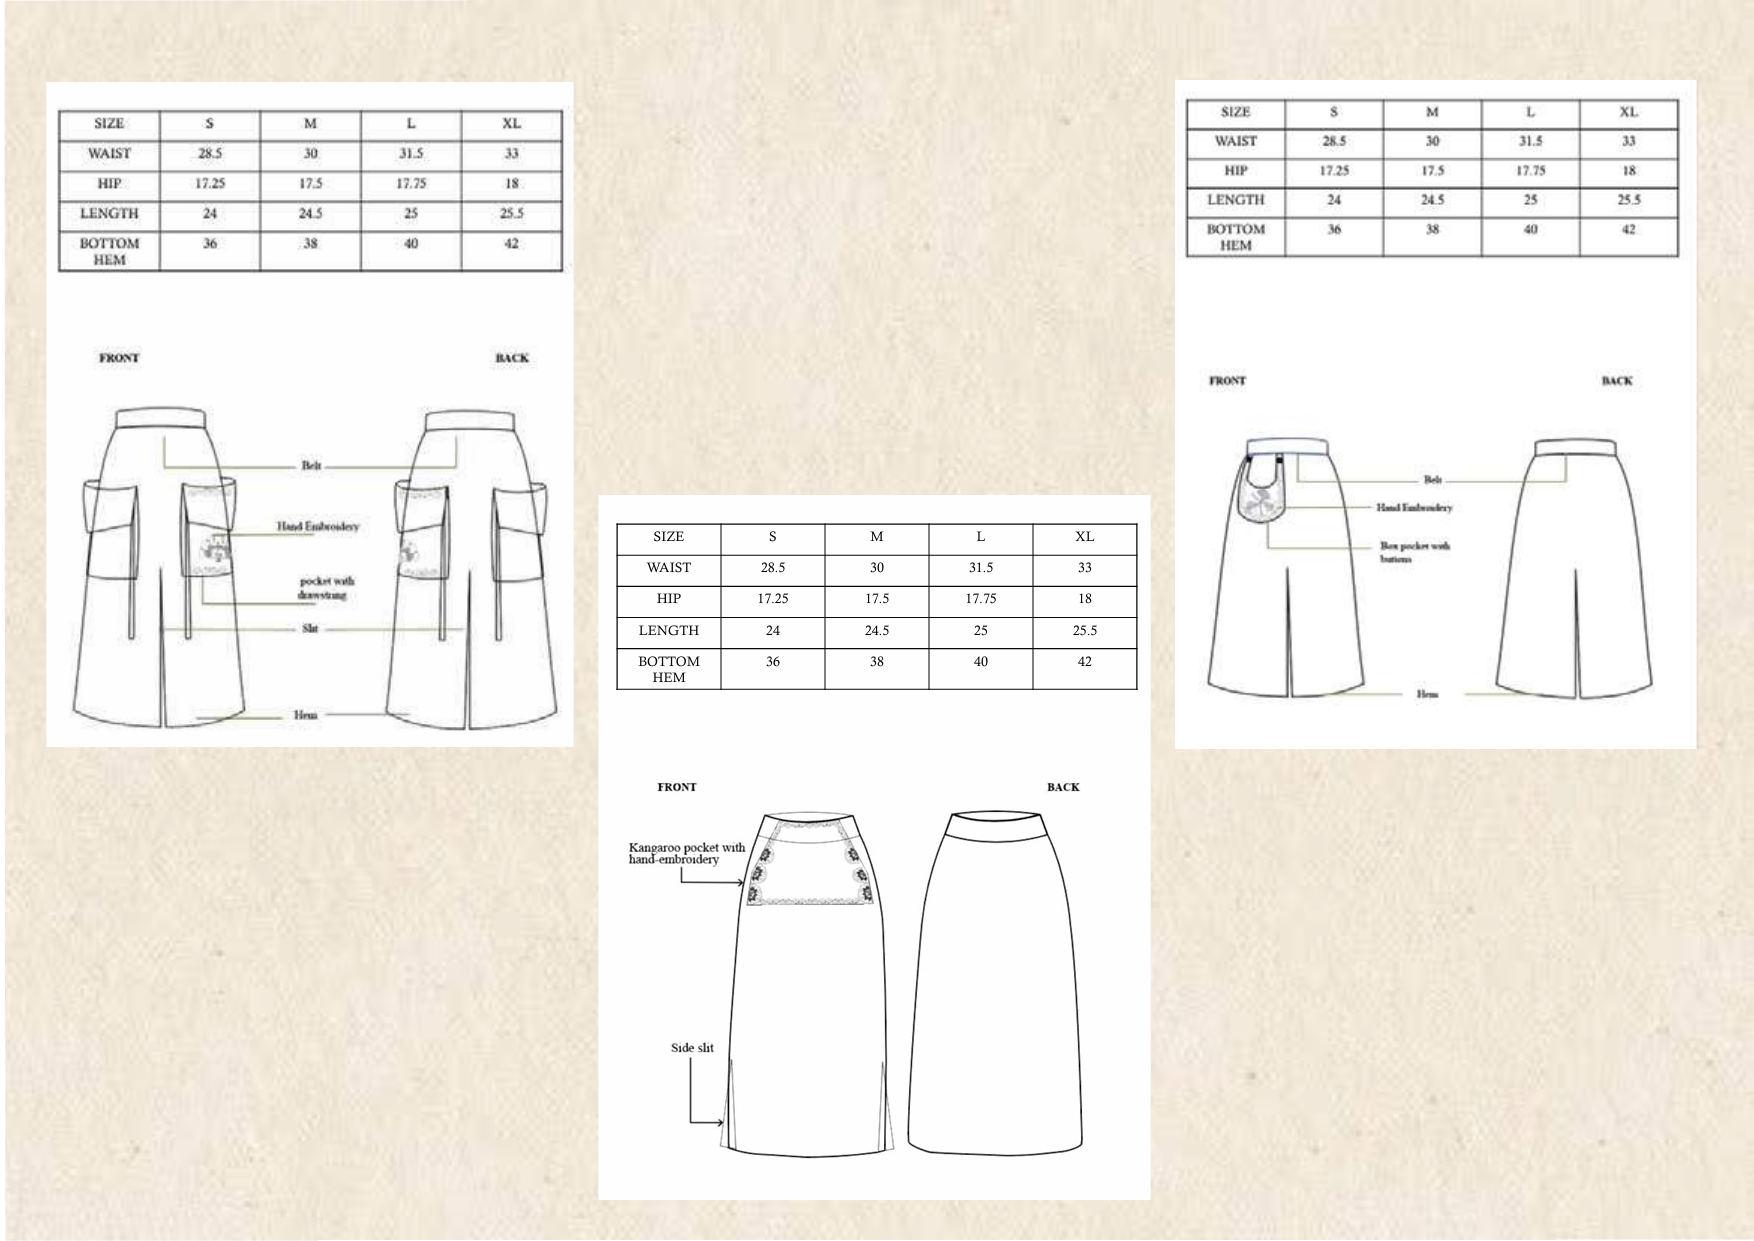 SIZE S M L XL
WAIST 28.5 30 31.5 33
HIP 17.25 17.5 17.75 18
LENGTH 24 24.5 25 25.5
BOTTOM 36 38 40 42
HEM
FRONT BACK
Belt
Hand Embroidery
pocket with
drawstring
Slit
Hem
SIZE S M L XL
WAIST 28.5 30 31.5 33
HIP 17.25 17.5 17.75 18
LENGTH 24 24.5 25 25.5
BOTTOM 36 38 40 42
HEM
FRONT BACK
Kangaroo pocket with
hand-embroidery
Side slit
SIZE S M L XL
WAIST 28.5 30 31.5 33
HIP 17.25 17.5 17.75 18
LENGTH 24 24.5 25 25.5
BOTTOM 36 38 40 42
HEM
FRONT BACK
Belt
Hand Embroidery
Box pocket with
buttons
Hem